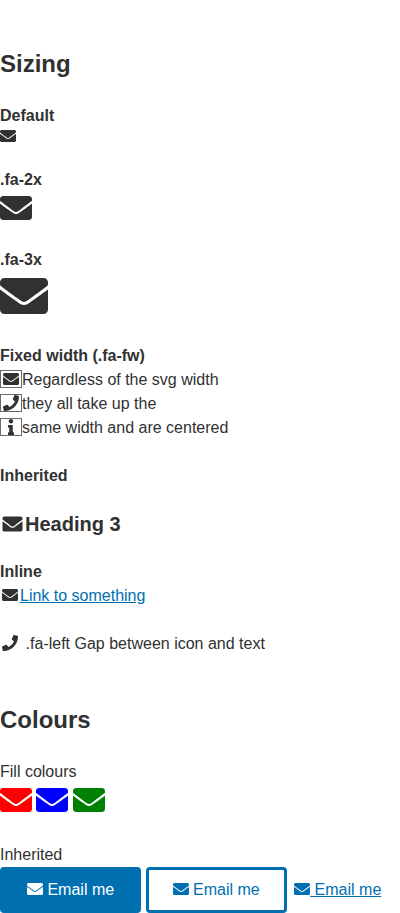 Sizing
Default
.fa-2x
.fa-3x
Fixed width (.fa-fw)
Regardless of the svg width
they all take up the
same width and are centered
Inherited
Heading 3
Inline
Link to something
.fa-left Gap between icon and text
Colours
Fill colours
Inherited
Email me Email me Email me